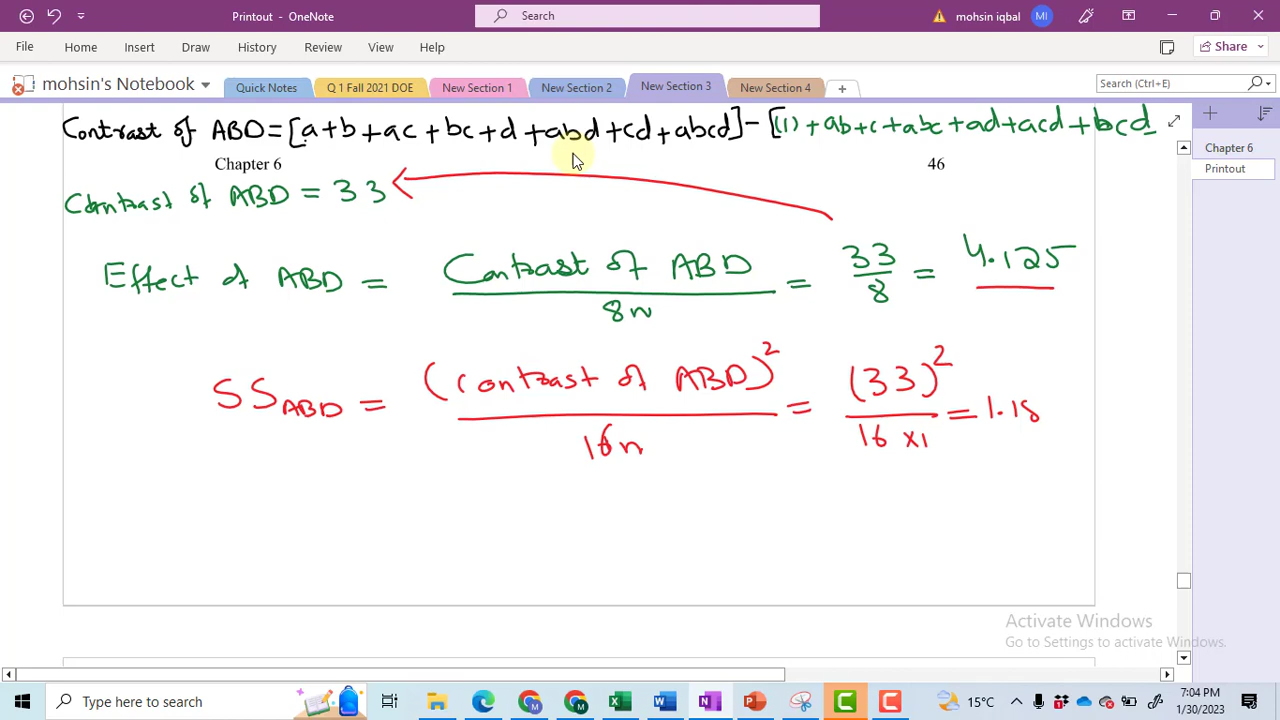 Printout - OneNote
Search
mohsin iqbal
MI
File Home Insert Draw History Review View Help
Share
mohsin's Notebook
Quick Notes
Q 1 Fall 2021 DOE
New Section 1
New Section 2
New Section 3
New Section 4
Search (Ctrl+E)
Contrast of ABD=[a+b+ac+bc+d+abd+cd+abcd]-[(1)+ab+c+abc+ad+acd+bcd
Chapter 6
46
Chapter 6
Printout
Contrast of ABD = 33
Effect of ABD = Contrast of ABD / 8n = 33 / 8 = 4.125
SS ABD = (contrast of ABD)² / 16n = (33)² / 16 x1 = 1.18
Activate Windows
Go to Settings to activate Windows.
Type here to search
15°C
7:04 PM
1/30/2023